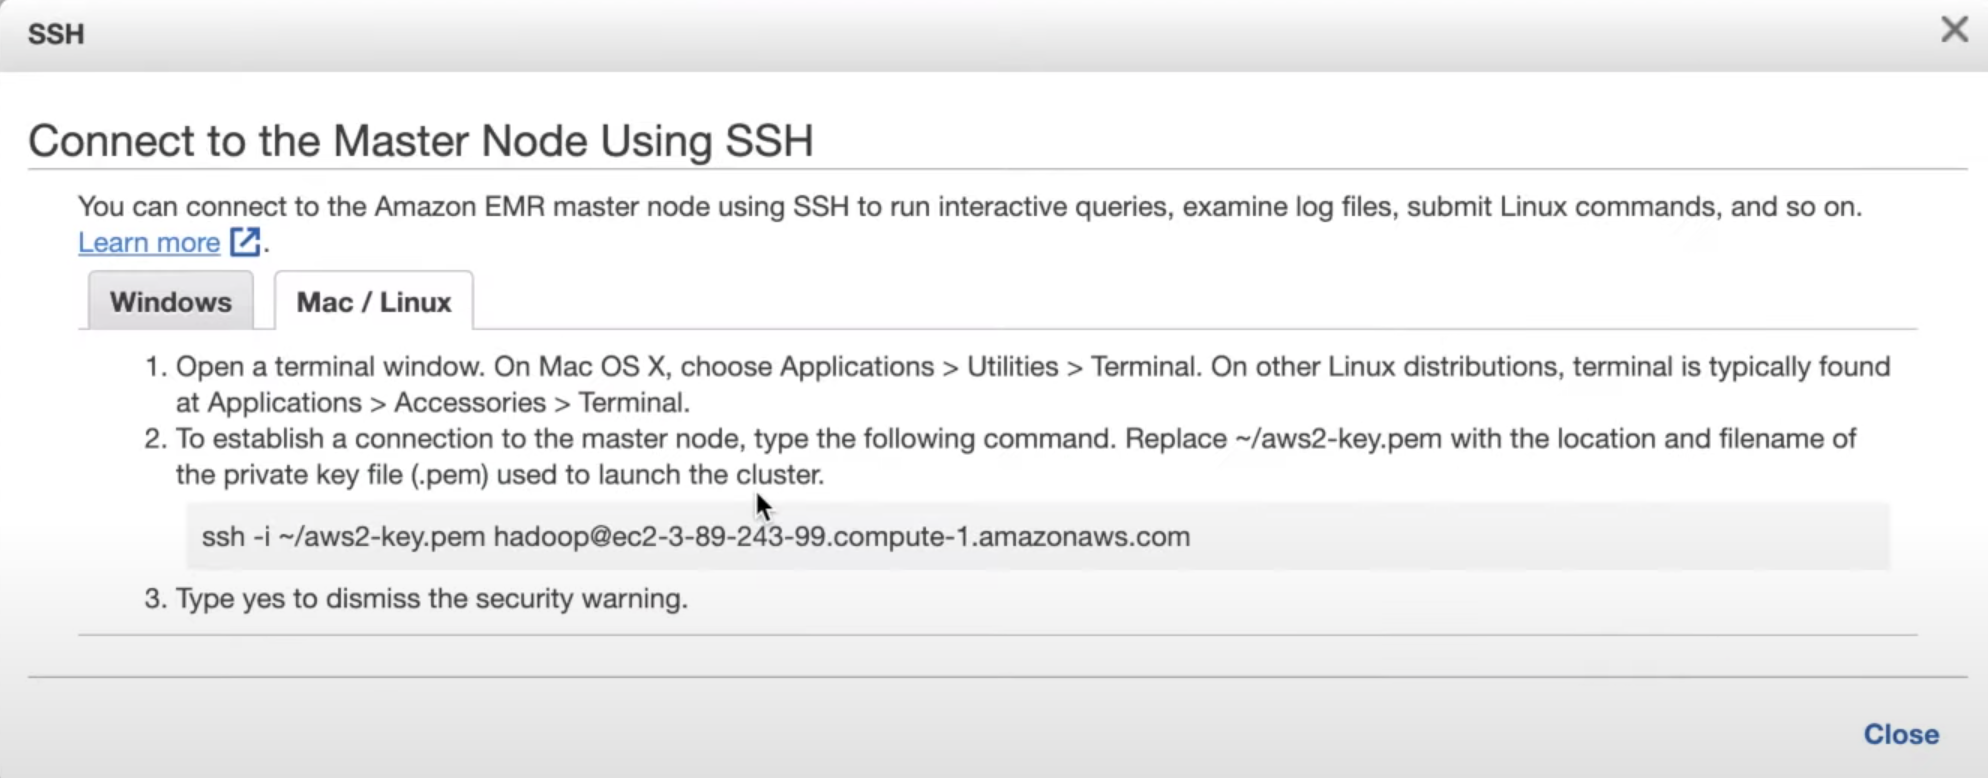 SSH
Connect to the Master Node Using SSH
You can connect to the Amazon EMR master node using SSH to run interactive queries, examine log files, submit Linux commands, and so on.
Learn more.
Windows
Mac / Linux
1. Open a terminal window. On Mac OS X, choose Applications > Utilities > Terminal. On other Linux distributions, terminal is typically found
at Applications > Accessories > Terminal.
2. To establish a connection to the master node, type the following command. Replace ~/aws2-key.pem with the location and filename of
the private key file (.pem) used to launch the cluster.
ssh -i ~/aws2-key.pem hadoop@ec2-3-89-243-99.compute-1.amazonaws.com
3. Type yes to dismiss the security warning.
Close